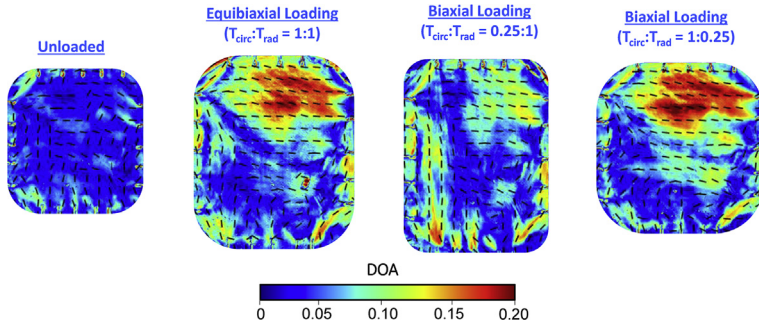 Unloaded
Equibiaxial Loading
(Tcirc:Trad = 1:1)
Biaxial Loading
(Tcirc:Trad = 0.25:1)
Biaxial Loading
(Tcirc:Trad = 1:0.25)
DOA
0 0.05 0.10 0.15 0.20